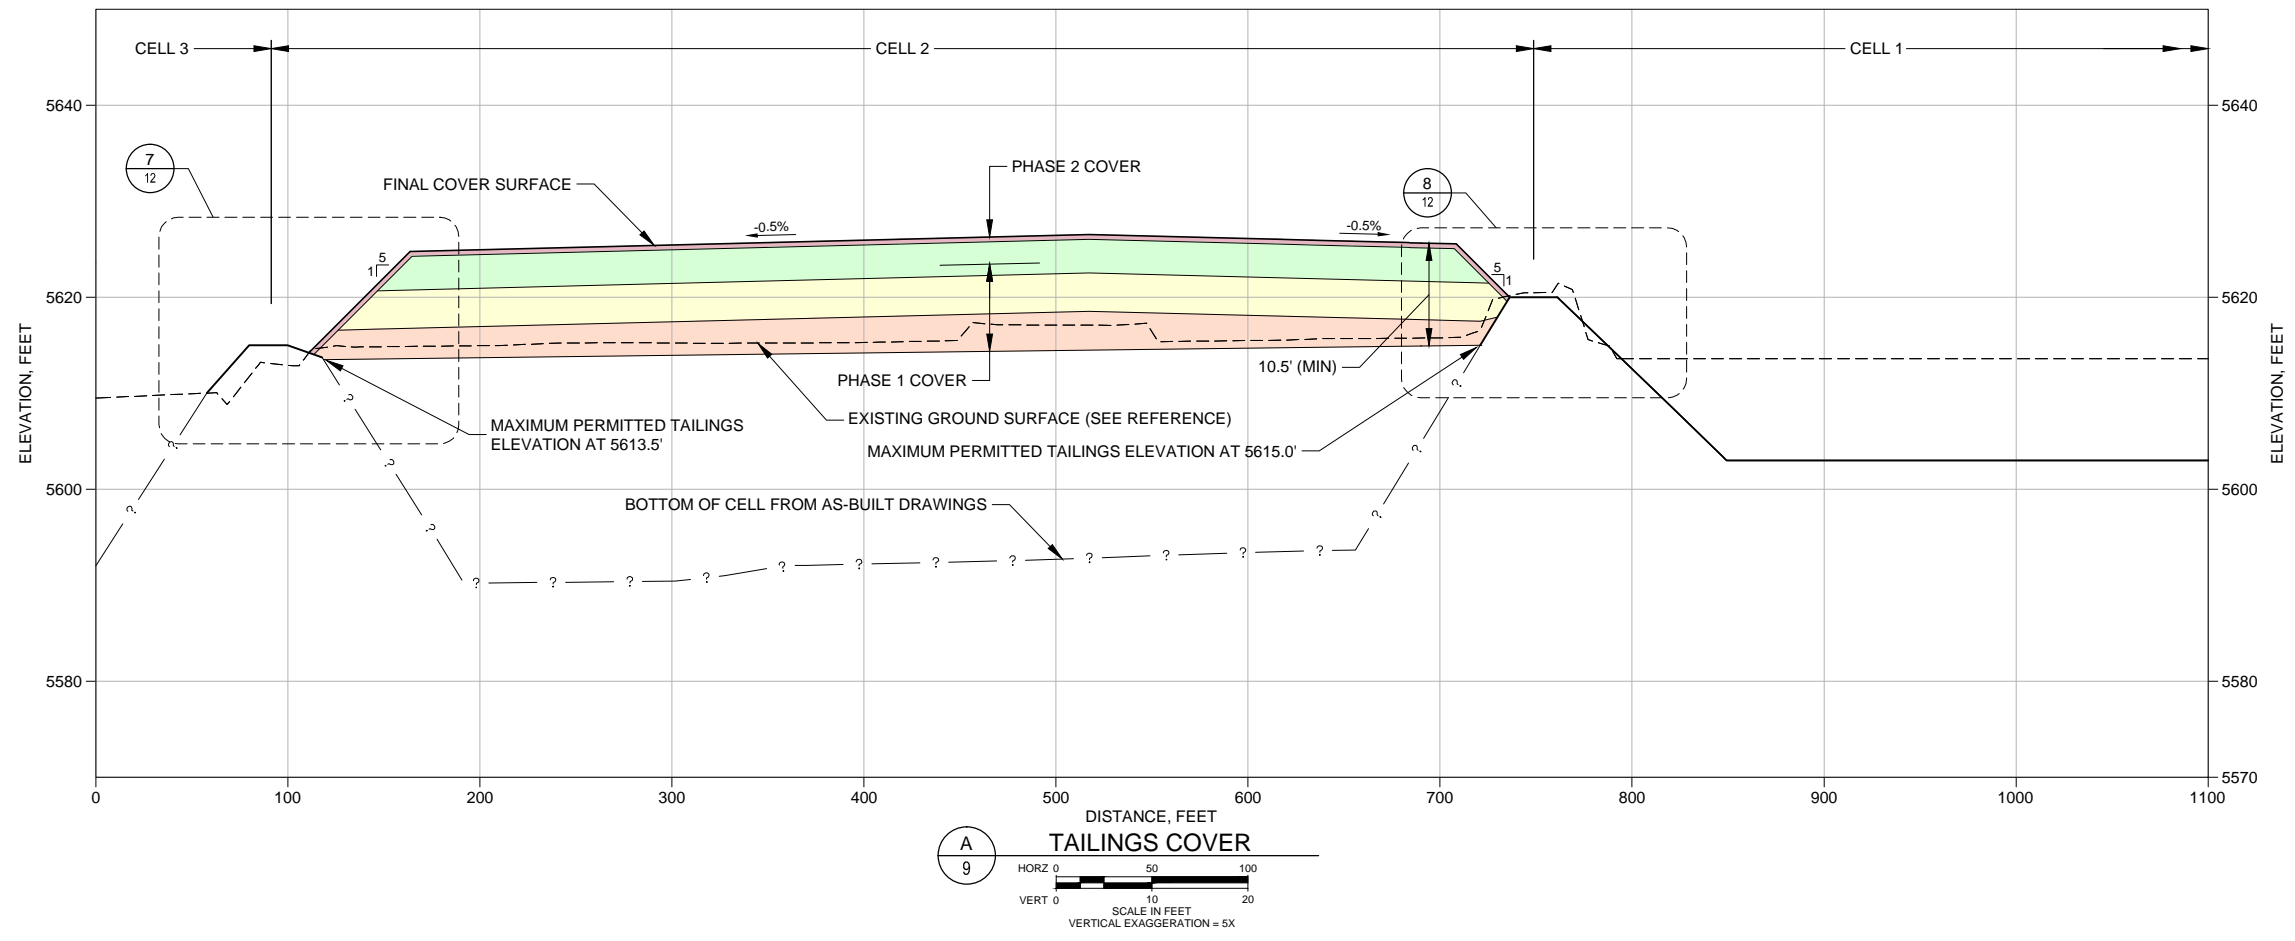 CELL 3
CELL 2
CELL 1
5640
5640
7
12
PHASE 2 COVER
FINAL COVER SURFACE
8
12
-0.5%
-0.5%
5
1
5
1
5620
5620
10.5' (MIN)
PHASE 1 COVER
EXISTING GROUND SURFACE (SEE REFERENCE)
MAXIMUM PERMITTED TAILINGS
ELEVATION AT 5613.5'
MAXIMUM PERMITTED TAILINGS ELEVATION AT 5615.0'
ELEVATION, FEET
ELEVATION, FEET
? ? ? ? ? ? ? ? ? ? ? ? ? ? ? ? ? ? ?
5600
5600
BOTTOM OF CELL FROM AS-BUILT DRAWINGS
5580
5580
5570
0 100 200 300 400 500 600 700 800 900 1000 1100
DISTANCE, FEET
A
9
TAILINGS COVER
HORZ 0 50 100
VERT 0 10 20
SCALE IN FEET
VERTICAL EXAGGERATION = 5X